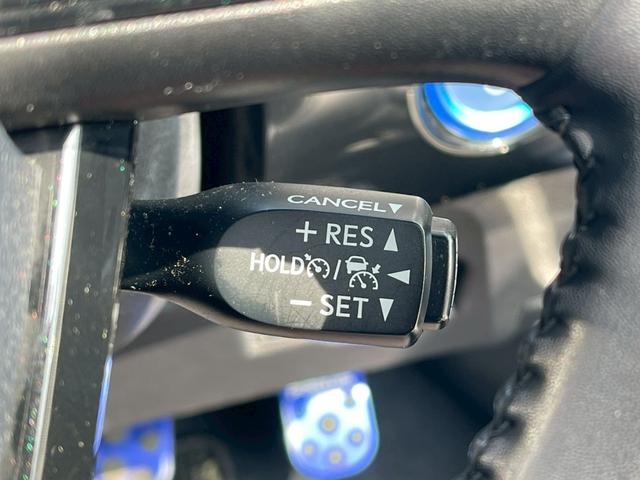 CANCEL▼
+ RES ▲
HOLD / ◀
− SET ▼